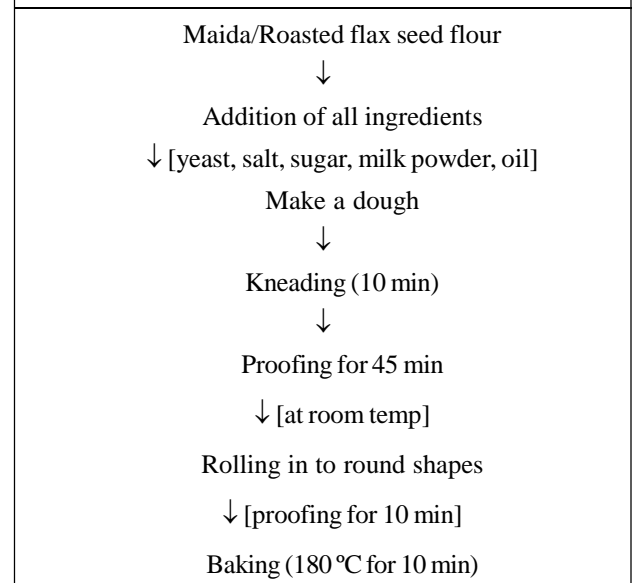 Maida/Roasted flax seed flour
↓
Addition of all ingredients
↓ [yeast, salt, sugar, milk powder, oil]
Make a dough
↓
Kneading (10 min)
↓
Proofing for 45 min
↓ [at room temp]
Rolling in to round shapes
↓ [proofing for 10 min]
Baking (180 ºC for 10 min)